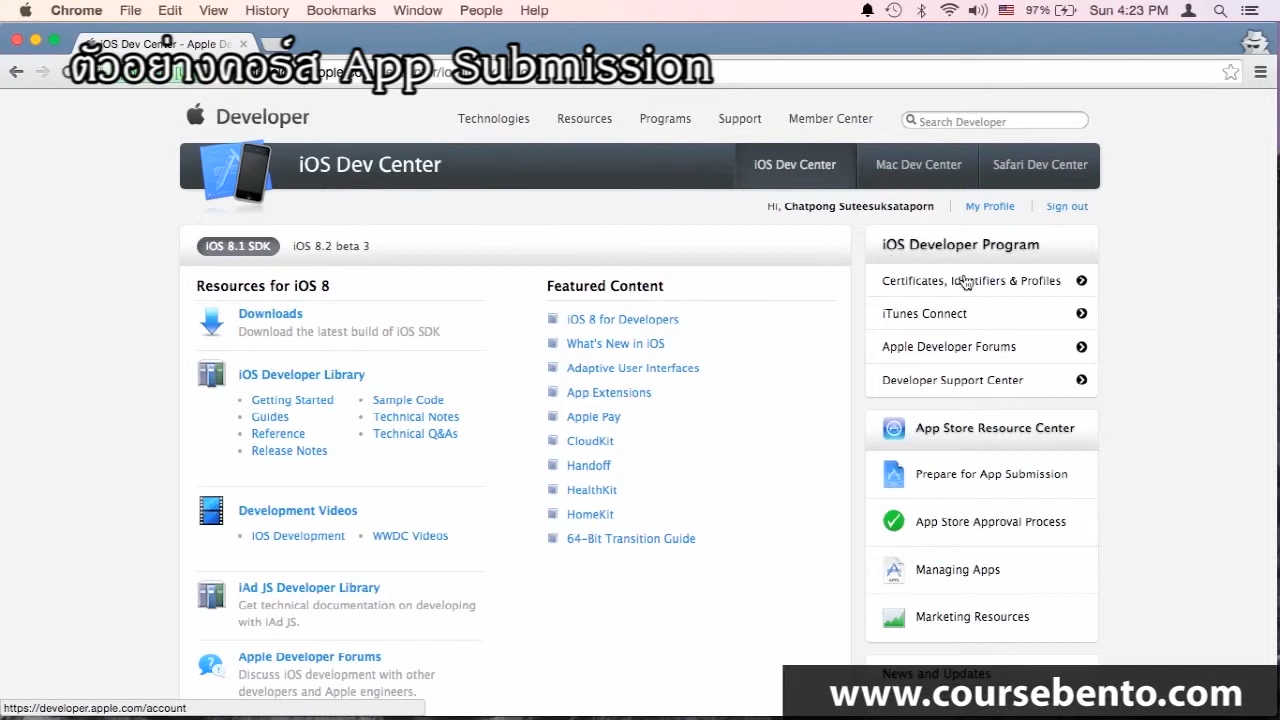 Chrome File Edit View History Bookmarks Window People Help 97% Sun 4:23 PM
iOS Dev Center - Apple De
ตัวอย่างคอร์ส App Submission
Developer Technologies Resources Programs Support Member Center Search Developer
iOS Dev Center iOS Dev Center Mac Dev Center Safari Dev Center
Hi, Chatpong Suteesuksataporn My Profile Sign out
iOS 8.1 SDK iOS 8.2 beta 3
Resources for iOS 8
Downloads
Download the latest build of iOS SDK
iOS Developer Library
Getting Started Sample Code
Guides Technical Notes
Reference Technical Q&As
Release Notes
Development Videos
iOS Development WWDC Videos
iAd JS Developer Library
Get technical documentation on developing
with iAd JS.
Apple Developer Forums
Discuss iOS development with other
developers and Apple engineers.
Featured Content
iOS 8 for Developers
What's New in iOS
Adaptive User Interfaces
App Extensions
Apple Pay
CloudKit
Handoff
HealthKit
HomeKit
64-Bit Transition Guide
iOS Developer Program
Certificates, Identifiers & Profiles
iTunes Connect
Apple Developer Forums
Developer Support Center
App Store Resource Center
Prepare for App Submission
App Store Approval Process
Managing Apps
Marketing Resources
News and Updates
https://developer.apple.com/account
www.coursebento.com